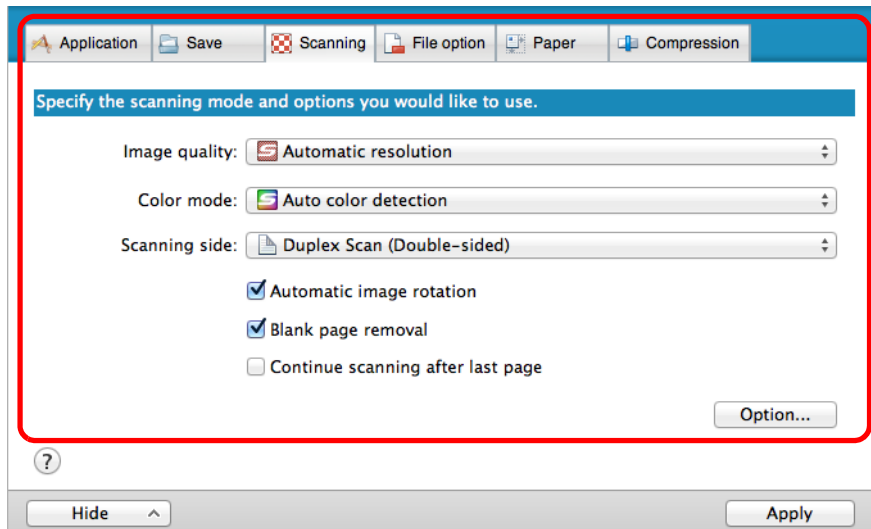 Application Save Scanning File option Paper Compression
Specify the scanning mode and options you would like to use.
Image quality: Automatic resolution
Color mode: Auto color detection
Scanning side: Duplex Scan (Double-sided)
Automatic image rotation
Blank page removal
Continue scanning after last page
Option...
?
Hide Apply